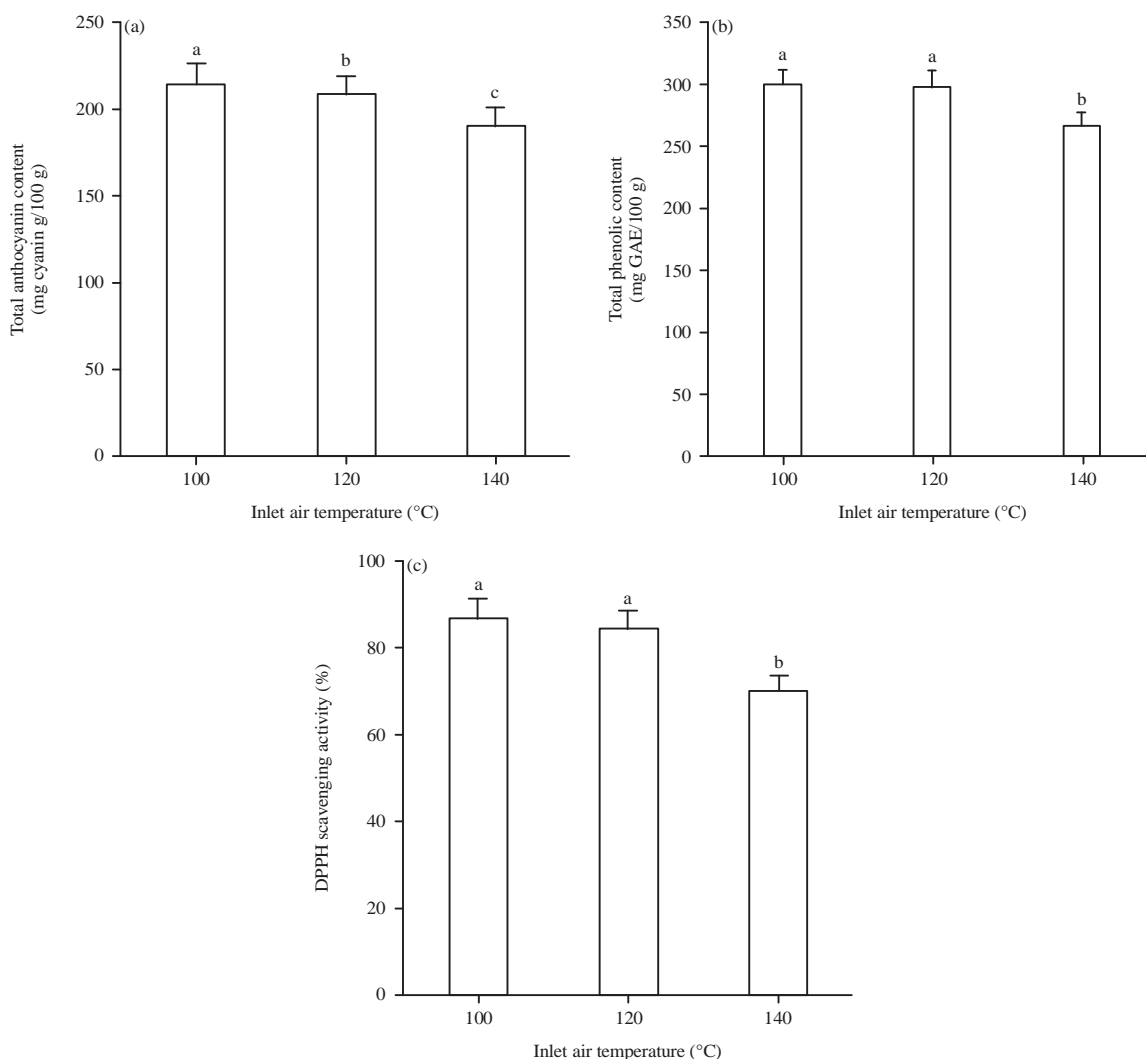 (a)
250
200
150
100
50
0
a
b
c
100
120
140
Total anthocyanin content
(mg cyanin g/100 g)
Inlet air temperature (°C)
(b)
350
300
250
200
150
100
50
0
a
a
b
100
120
140
Total phenolic content
(mg GAE/100 g)
Inlet air temperature (°C)
(c)
100
80
60
40
20
0
a
a
b
100
120
140
DPPH scavenging activity (%)
Inlet air temperature (°C)